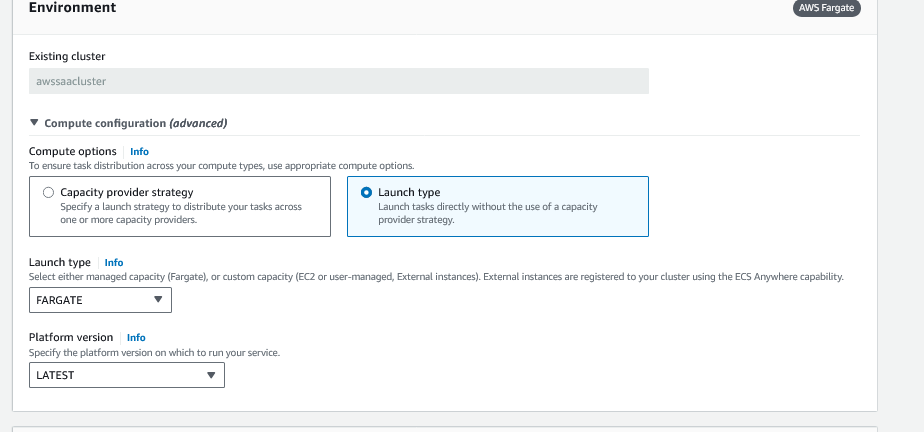 Environment
AWS Fargate
Existing cluster
awssaacluster
Compute configuration (advanced)
Compute options Info
To ensure task distribution across your compute types, use appropriate compute options.
Capacity provider strategy
Specify a launch strategy to distribute your tasks across
one or more capacity providers.
Launch type
Launch tasks directly without the use of a capacity
provider strategy.
Launch type Info
Select either managed capacity (Fargate), or custom capacity (EC2 or user-managed, External instances). External instances are registered to your cluster using the ECS Anywhere capability.
FARGATE
Platform version Info
Specify the platform version on which to run your service.
LATEST